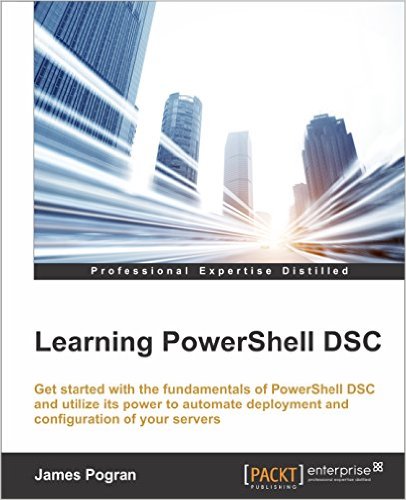 Professional Expertise Distilled
Learning PowerShell DSC
Get started with the fundamentals of PowerShell DSC
and utilize its power to automate deployment and
configuration of your servers
James Pogran
[PACKT] enterprise
PUBLISHING
professional expertise distilled